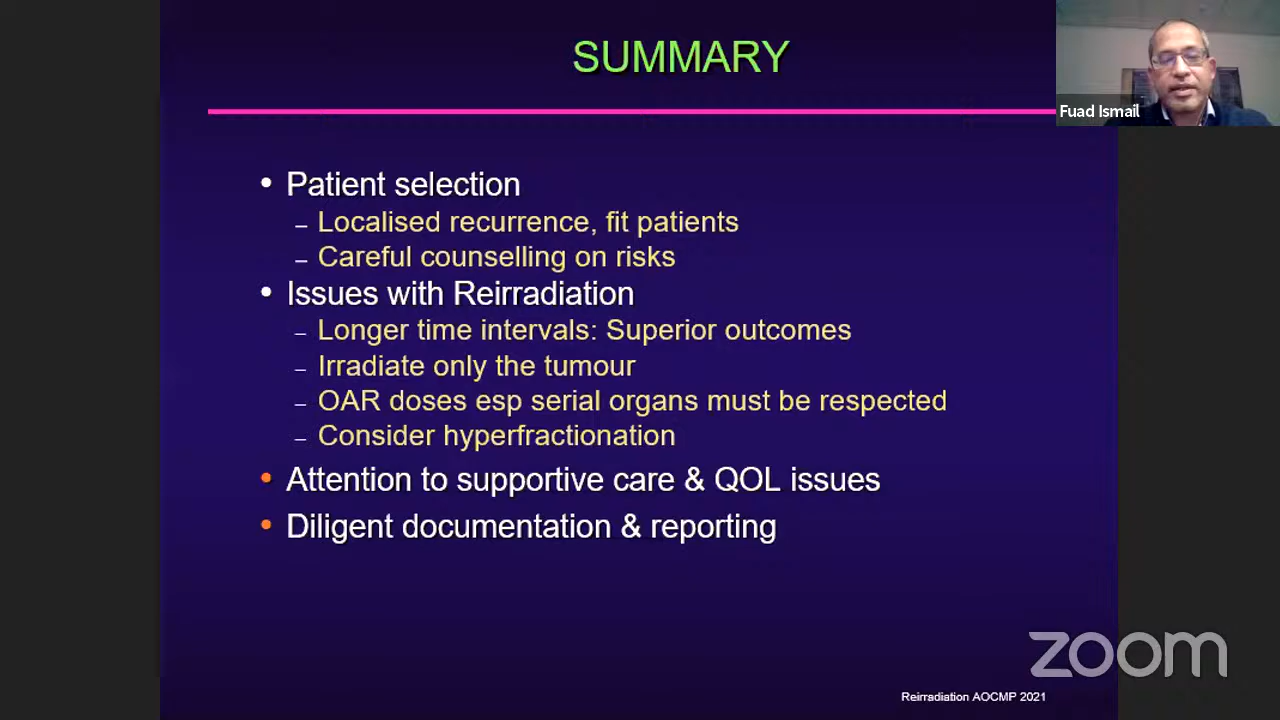 SUMMARY
Fuad Ismail
• Patient selection
– Localised recurrence, fit patients
– Careful counselling on risks
• Issues with Reirradiation
– Longer time intervals: Superior outcomes
– Irradiate only the tumour
– OAR doses esp serial organs must be respected
– Consider hyperfractionation
• Attention to supportive care & QOL issues
• Diligent documentation & reporting
zoom
Reirradiation AOCMP 2021